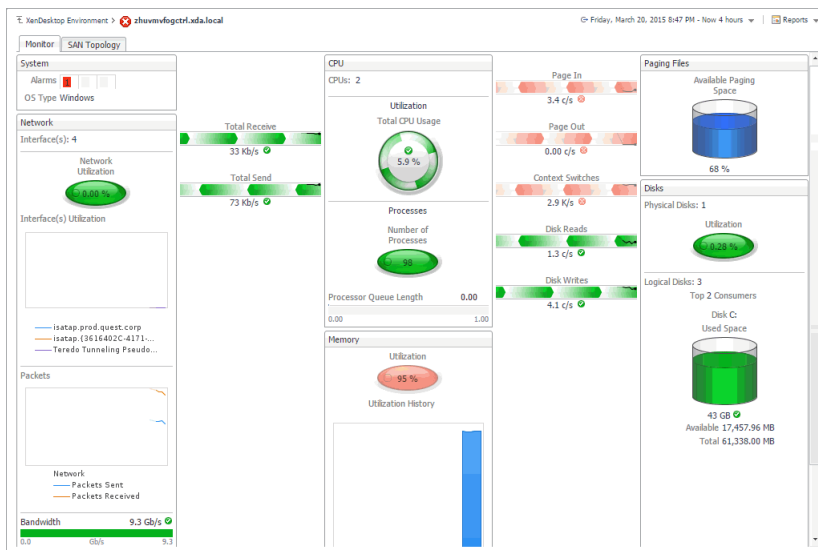 XenDesktop Environment > zhuvmvfogctrl.xda.local
Friday, March 20, 2015 8:47 PM - Now 4 hours
Reports
Monitor
SAN Topology
System
Alarms 1
OS Type Windows
Network
Interface(s): 4
Network
Utilization
0.00 %
Interface(s) Utilization
isatap.prod.quest.corp
isatap.{3616402C-4171-...
Teredo Tunneling Pseudo...
Packets
Network
Packets Sent
Packets Received
Bandwidth 9.3 Gb/s
0.0 Gb/s 9.3
Total Receive
33 Kb/s
Total Send
73 Kb/s
CPU
CPUs: 2
Utilization
Total CPU Usage
5.9 %
Processes
Number of
Processes
98
Processor Queue Length 0.00
0.00 1.00
Memory
Utilization
95 %
Utilization History
Page In
3.4 c/s
Page Out
0.00 c/s
Context Switches
2.9 K/s
Disk Reads
1.3 c/s
Disk Writes
4.1 c/s
Paging Files
Available Paging
Space
68 %
Disks
Physical Disks: 1
Utilization
0.28 %
Logical Disks: 3
Top 2 Consumers
Disk C:
Used Space
43 GB
Available 17,457.96 MB
Total 61,338.00 MB